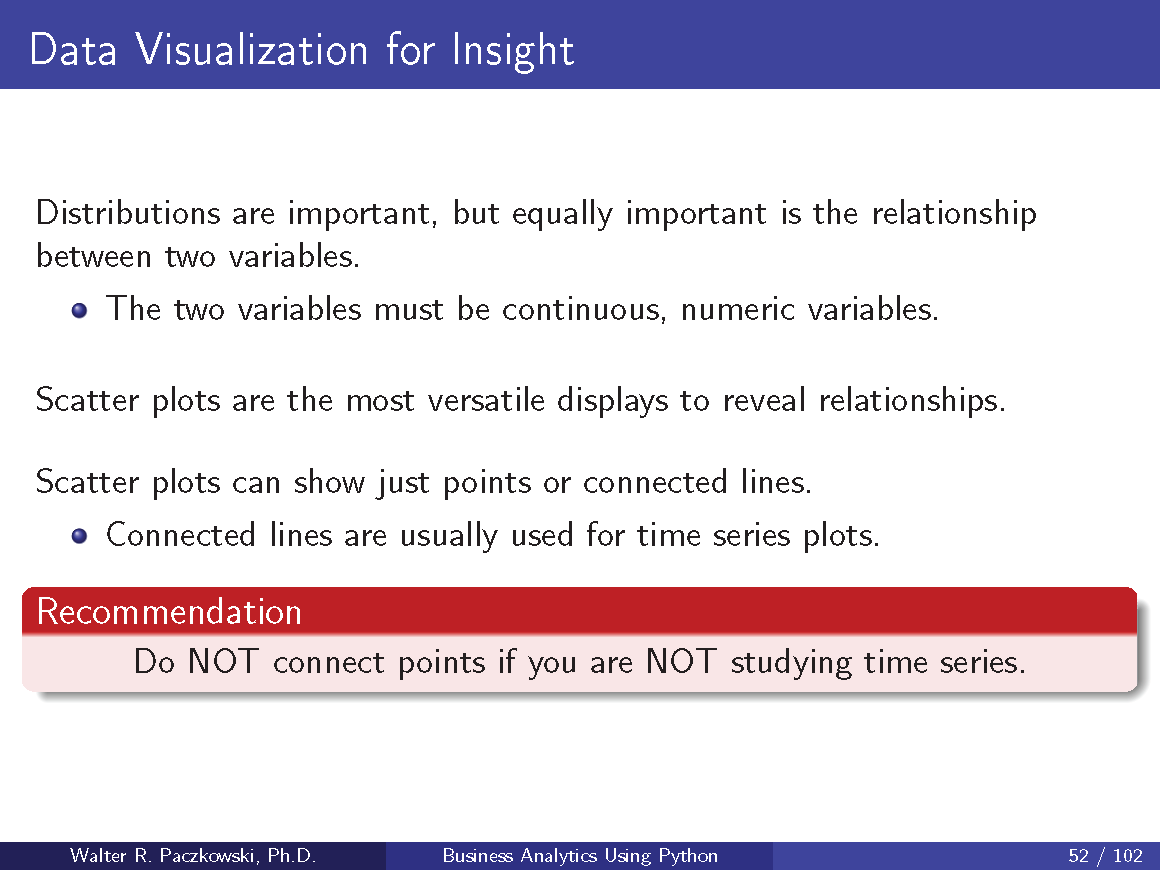 Data Visualization for Insight
Distributions are important, but equally important is the relationship
between two variables.
The two variables must be continuous, numeric variables.
Scatter plots are the most versatile displays to reveal relationships.
Scatter plots can show just points or connected lines.
Connected lines are usually used for time series plots.
Recommendation
Do NOT connect points if you are NOT studying time series.
Walter R. Paczkowski, Ph.D.
Business Analytics Using Python
52 / 102